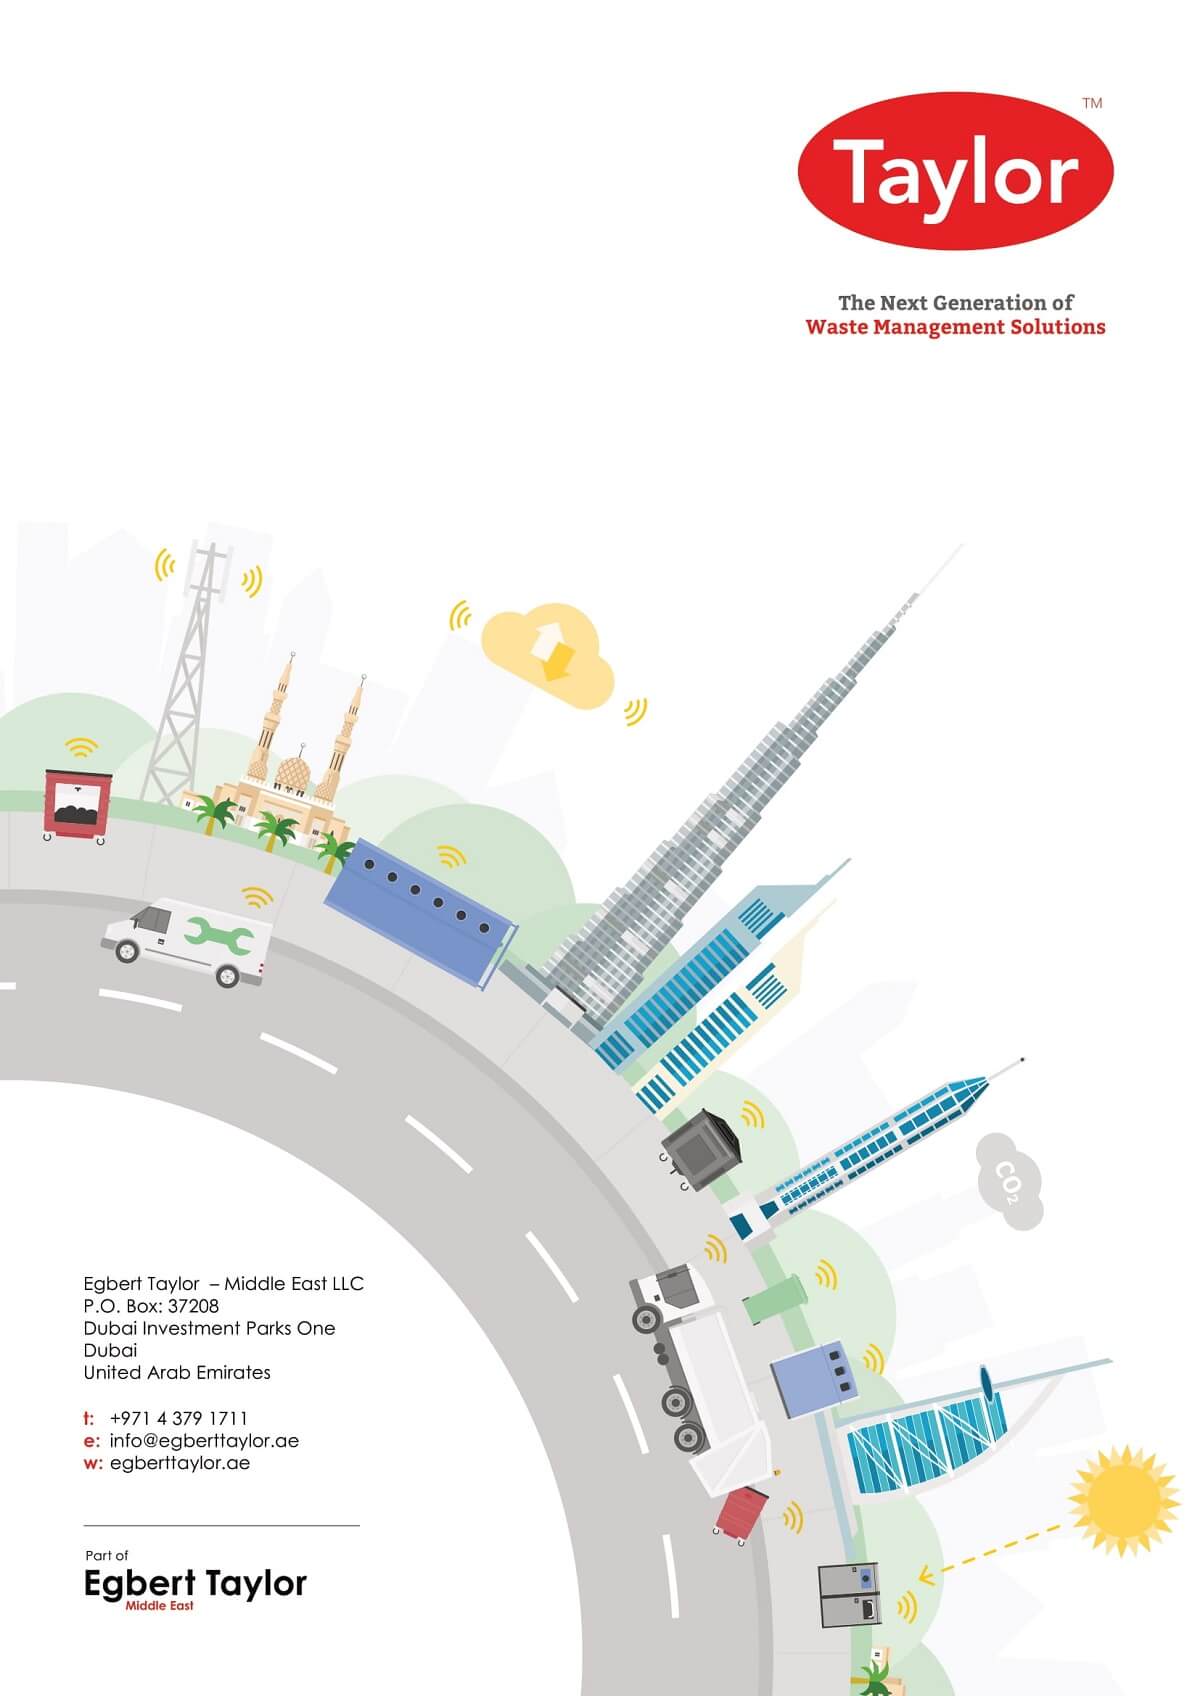 Taylor
TM
The Next Generation of
Waste Management Solutions
CO₂
Egbert Taylor – Middle East LLC
P.O. Box: 37208
Dubai Investment Parks One
Dubai
United Arab Emirates
t: +971 4 379 1711
e: info@egberttaylor.ae
w: egberttaylor.ae
Part of
Egbert Taylor
Middle East